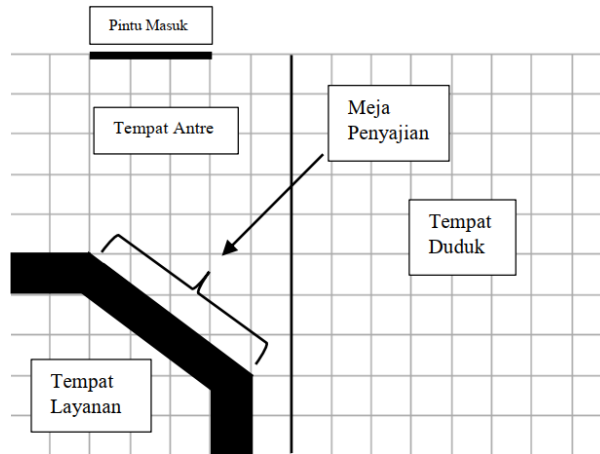 Pintu Masuk
Tempat Antre
Meja
Penyajian
Tempat
Duduk
Tempat
Layanan